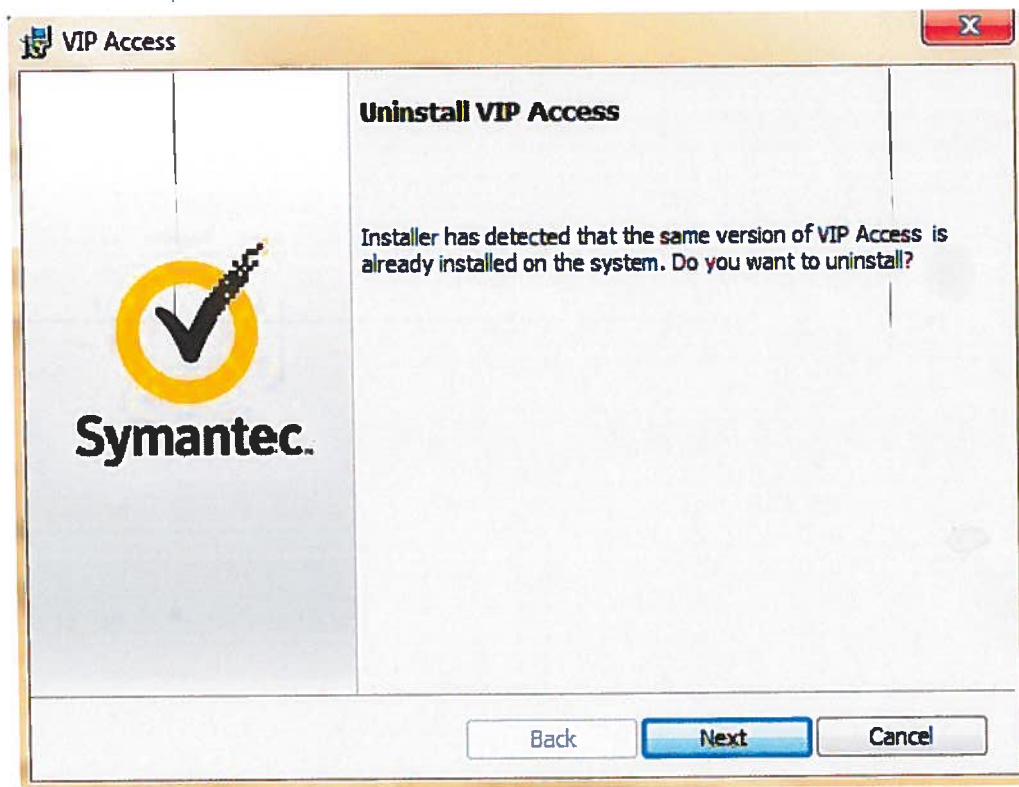 VIP Access
X
Uninstall VIP Access
Installer has detected that the same version of VIP Access is
already installed on the system. Do you want to uninstall?
Symantec.
Back
Next
Cancel